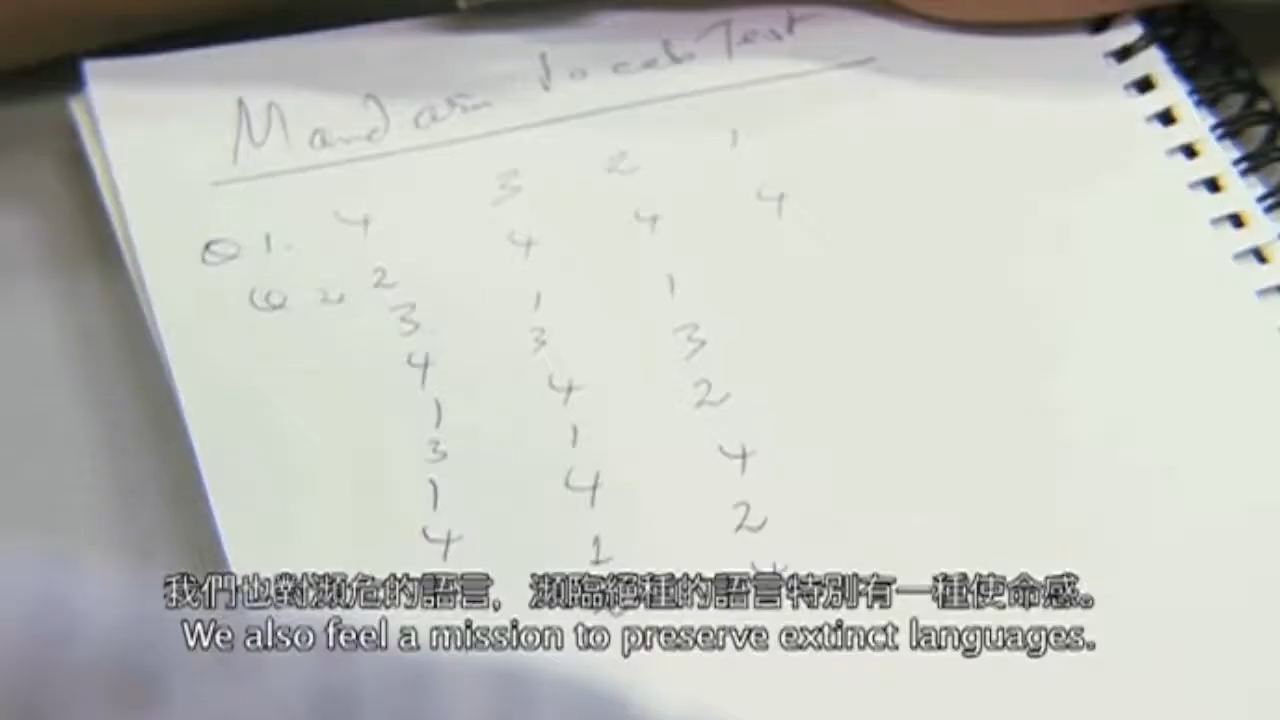 Mandarin Vocab Test
Q1. 4 3 2 1
4 4 4
Q2 2 1 1
3 3 3
4 4 2
1 1 4
3 4 2
1 1
4
我們也對瀕危的語言，瀕臨絕種的語言特別有一種使命感。
We also feel a mission to preserve extinct languages.